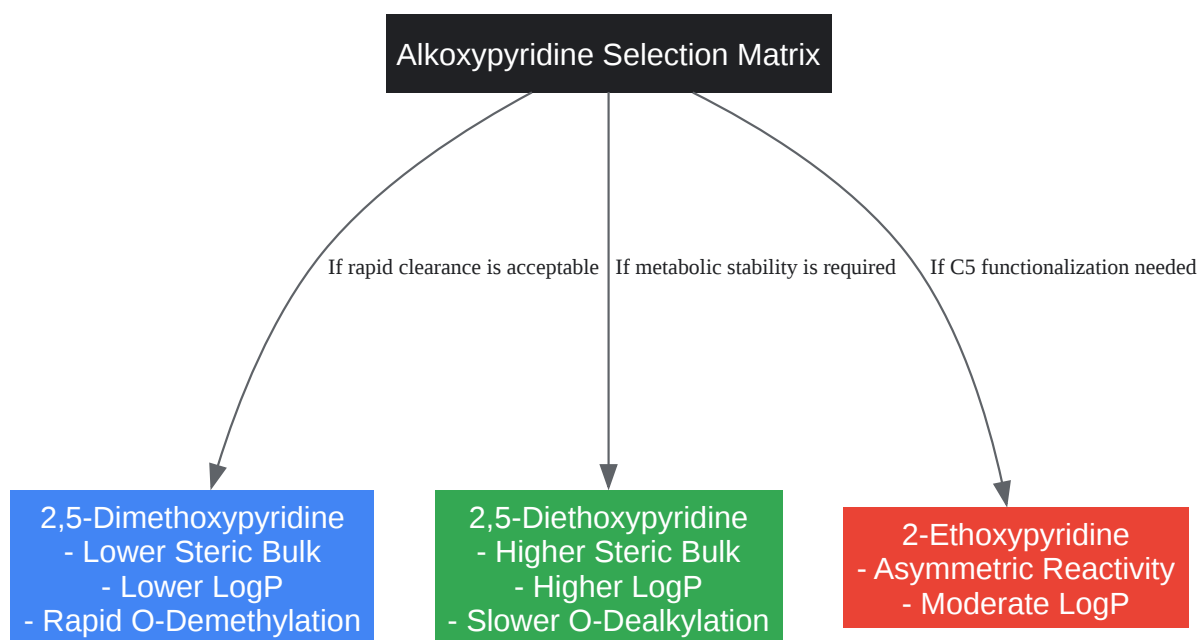 Alkoxypyridine Selection Matrix
If rapid clearance is acceptable
If metabolic stability is required
If C5 functionalization needed
2,5-Dimethoxypyridine
- Lower Steric Bulk
- Lower LogP
- Rapid O-Demethylation
2,5-Diethoxypyridine
- Higher Steric Bulk
- Higher LogP
- Slower O-Dealkylation
2-Ethoxypyridine
- Asymmetric Reactivity
- Moderate LogP